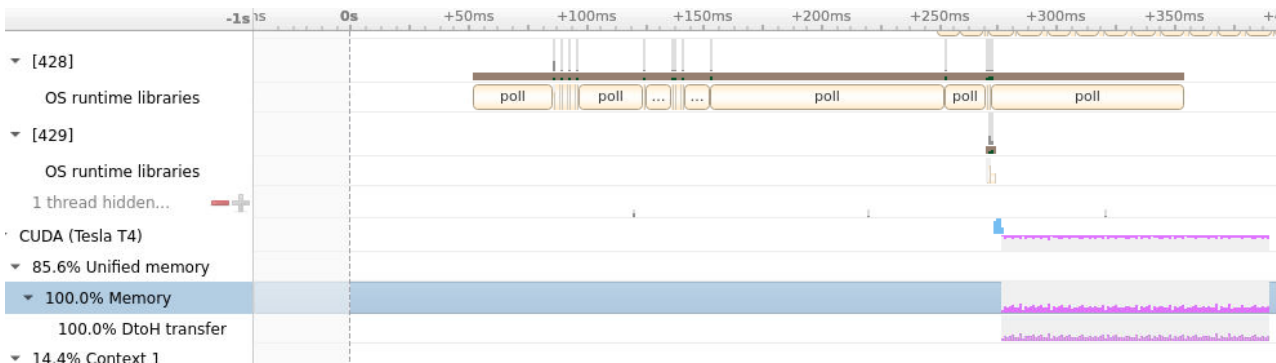 -1s ns 0s +50ms +100ms +150ms +200ms +250ms +300ms +350ms
[428]
OS runtime libraries poll poll ... ... poll poll poll
[429]
OS runtime libraries
1 thread hidden...
CUDA (Tesla T4)
85.6% Unified memory
100.0% Memory
100.0% DtoH transfer
14.4% Context 1